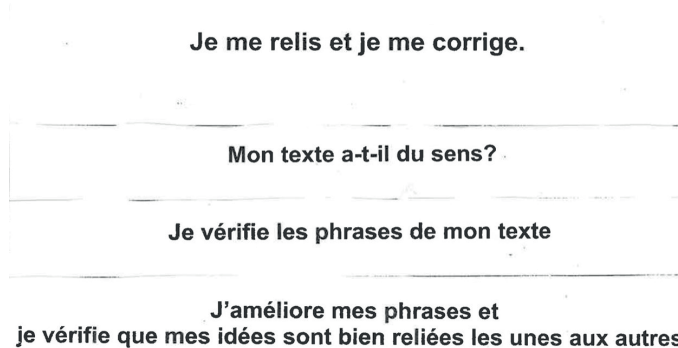 Je me relis et je me corrige.
Mon texte a-t-il du sens?
Je vérifie les phrases de mon texte
J'améliore mes phrases et
je vérifie que mes idées sont bien reliées les unes aux autres